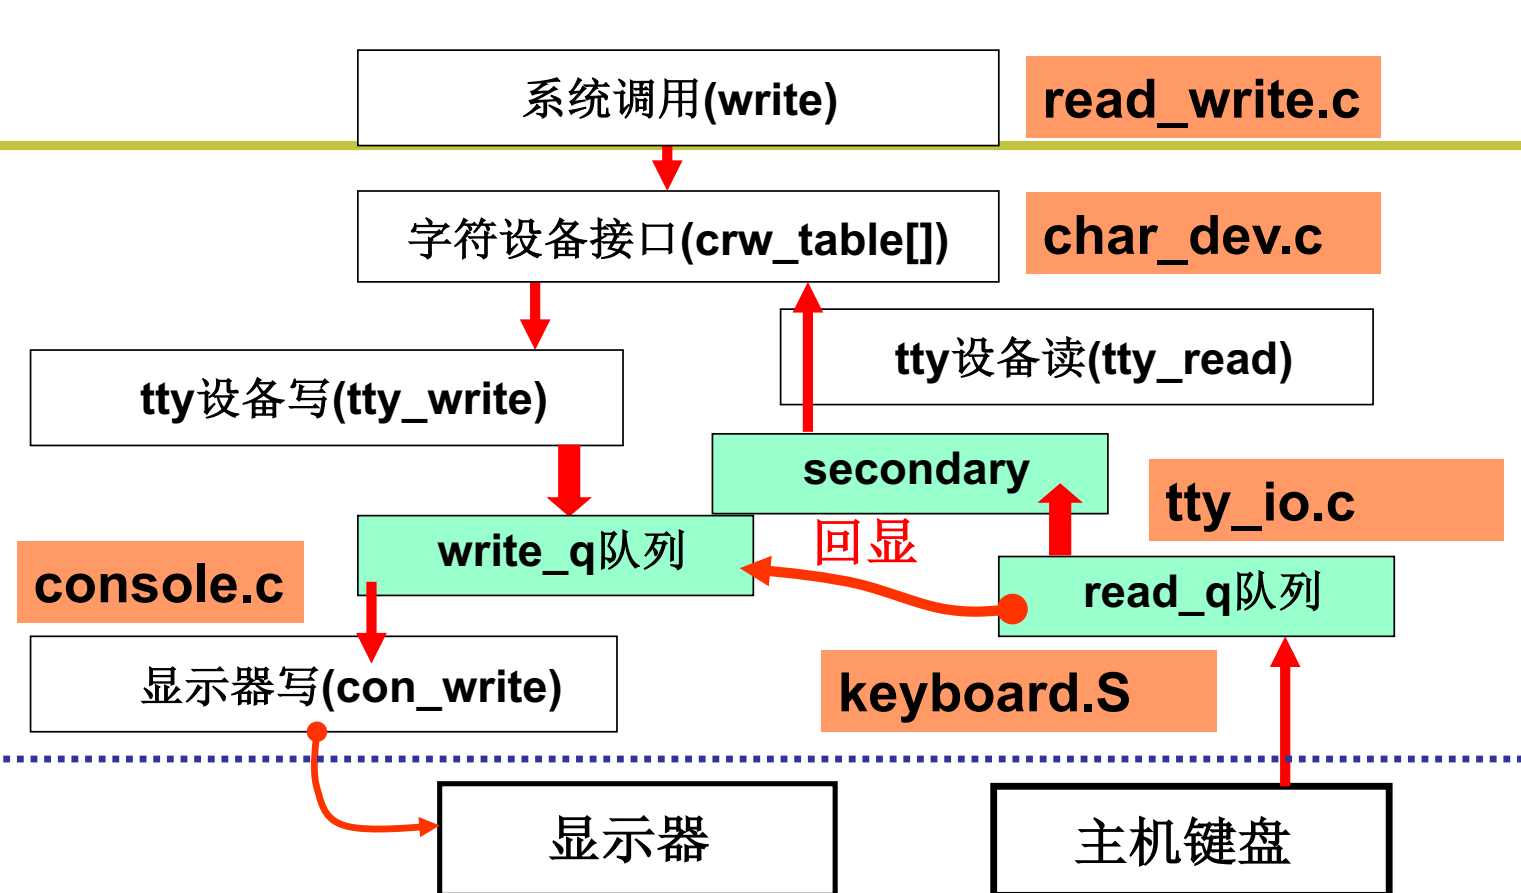 系统调用(write)
read_write.c
字符设备接口(crw_table[])
char_dev.c
tty设备读(tty_read)
tty设备写(tty_write)
secondary
tty_io.c
回显
write_q队列
console.c
read_q队列
显示器写(con_write)
keyboard.S
显示器
主机键盘